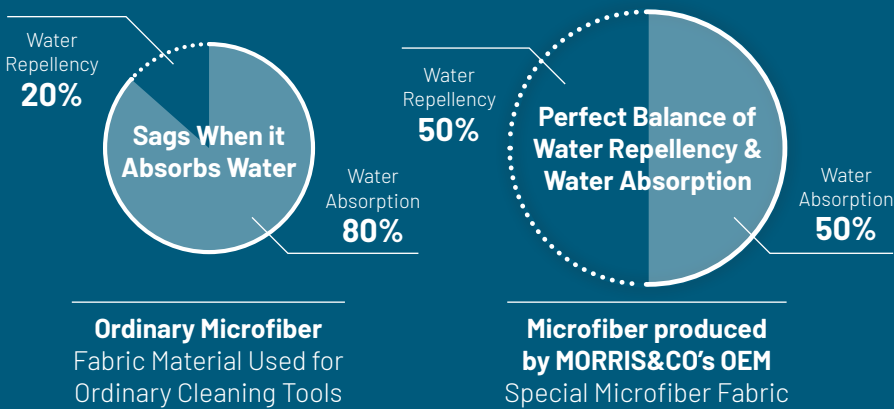 Water
Repellency
20%
Sags When it
Absorbs Water
Water
Absorption
80%
Ordinary Microfiber
Fabric Material Used for
Ordinary Cleaning Tools
Water
Repellency
50%
Perfect Balance of
Water Repellency &
Water Absorption
Water
Absorption
50%
Microfiber produced
by MORRIS&CO's OEM
Special Microfiber Fabric